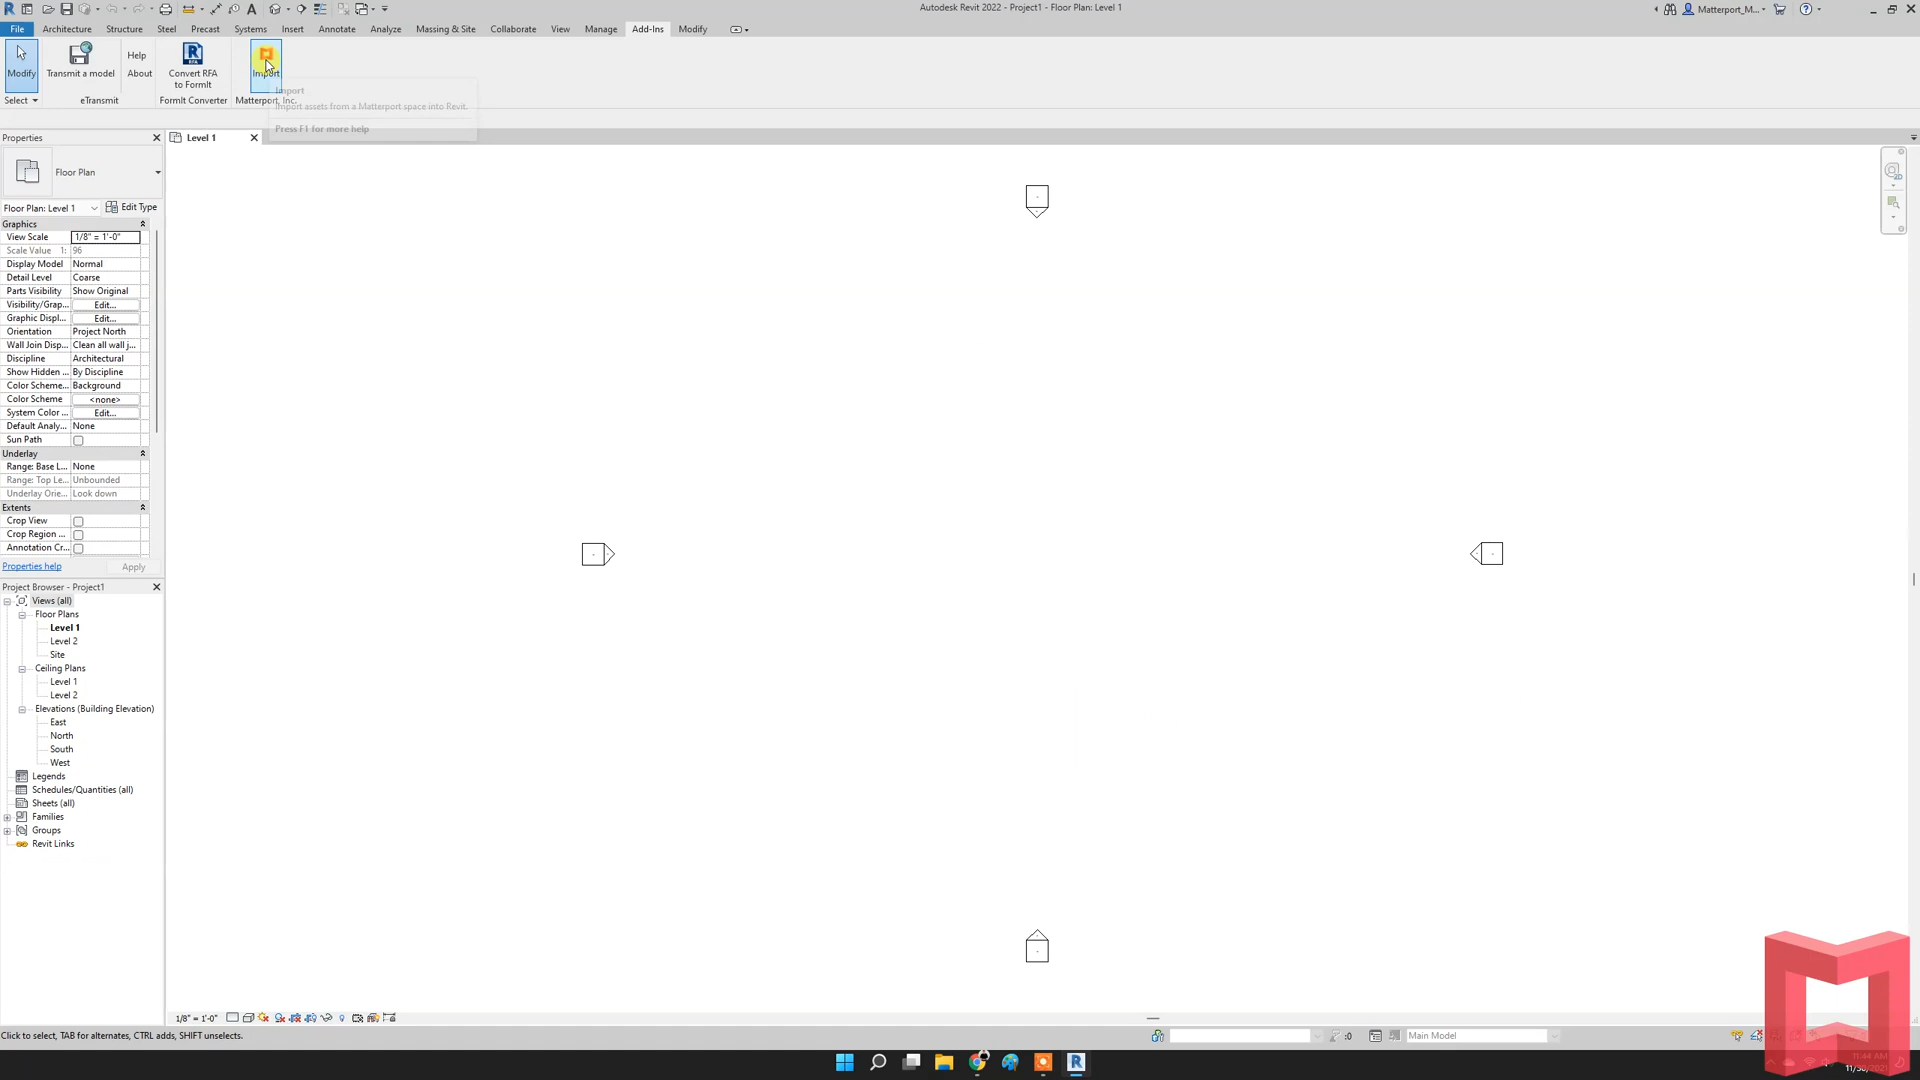 Autodesk Revit 2022 - Project1 - Floor Plan: Level 1
Matterport_M...
File Architecture Structure Steel Precast Systems Insert Annotate Analyze Massing & Site Collaborate View Manage Add-Ins Modify
Modify
Transmit a model
Help
About
Convert RFA
to FormIt
Import
Select
eTransmit
FormIt Converter
Matterport, Inc.
Import
Import assets from a Matterport space into Revit.
Press F1 for more help
Properties
Level 1
Floor Plan
Floor Plan: Level 1
Edit Type
Graphics
View Scale 1/8" = 1'-0"
Scale Value 1: 96
Display Model Normal
Detail Level Coarse
Parts Visibility Show Original
Visibility/Grap... Edit...
Graphic Displ... Edit...
Orientation Project North
Wall Join Disp... Clean all wall j...
Discipline Architectural
Show Hidden ... By Discipline
Color Scheme... Background
Color Scheme <none>
System Color ... Edit...
Default Analy... None
Sun Path
Underlay
Range: Base L... None
Range: Top Le... Unbounded
Underlay Orie... Look down
Extents
Crop View
Crop Region ...
Annotation Cr...
Properties help
Apply
Project Browser - Project1
Views (all)
Floor Plans
Level 1
Level 2
Site
Ceiling Plans
Level 1
Level 2
Elevations (Building Elevation)
East
North
South
West
Legends
Schedules/Quantities (all)
Sheets (all)
Families
Groups
Revit Links
1/8" = 1'-0"
Click to select, TAB for alternates, CTRL adds, SHIFT unselects.
:0
Main Model
11:44 AM
11/30/2021